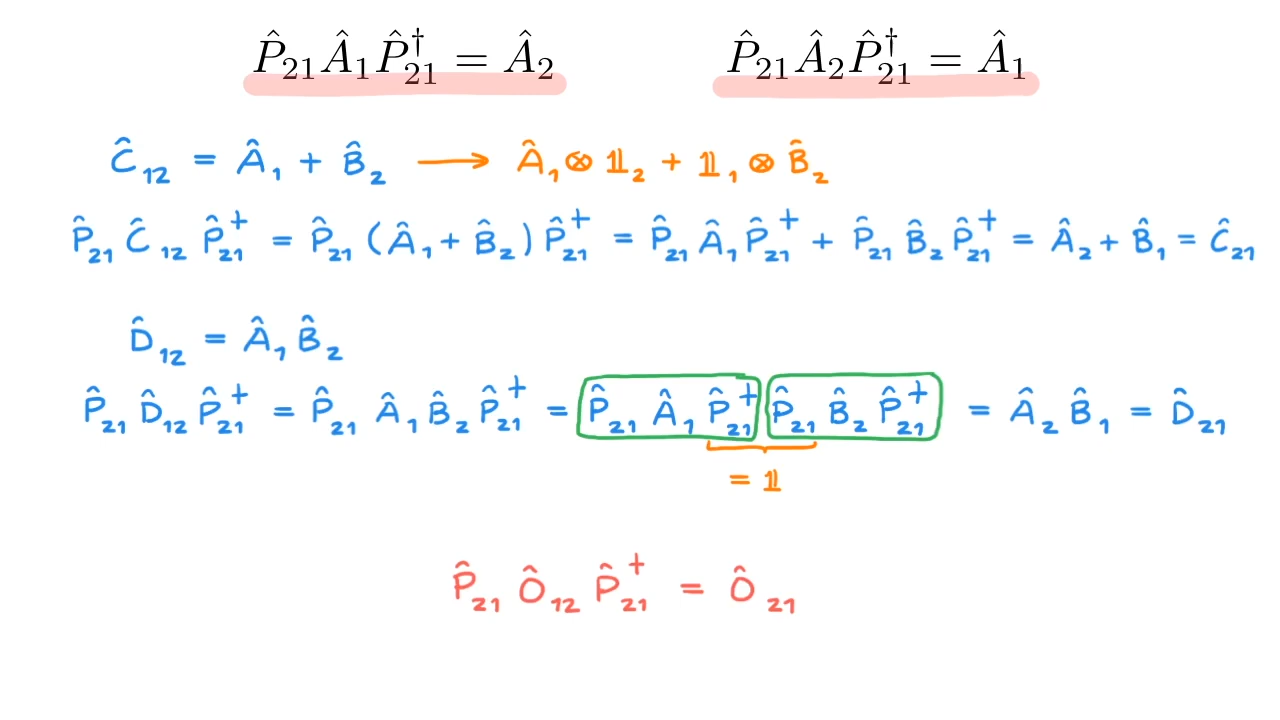 P̂₂₁Â₁P̂₂₁† = Â₂    P̂₂₁Â₂P̂₂₁† = Â₁
Ĉ₁₂ = Â₁ + B̂₂ ⟶ Â₁ ⊗ 𝟙₂ + 𝟙₁ ⊗ B̂₂
P̂₂₁ Ĉ₁₂ P̂₂₁† = P̂₂₁ (Â₁ + B̂₂) P̂₂₁† = P̂₂₁ Â₁ P̂₂₁† + P̂₂₁ B̂₂ P̂₂₁† = Â₂ + B̂₁ = Ĉ₂₁
D̂₁₂ = Â₁ B̂₂
P̂₂₁ D̂₁₂ P̂₂₁† = P̂₂₁ Â₁ B̂₂ P̂₂₁† = P̂₂₁ Â₁ P̂₂₁† P̂₂₁ B̂₂ P̂₂₁† = Â₂ B̂₁ = D̂₂₁
= 𝟙
P̂₂₁ Ô₁₂ P̂₂₁† = Ô₂₁